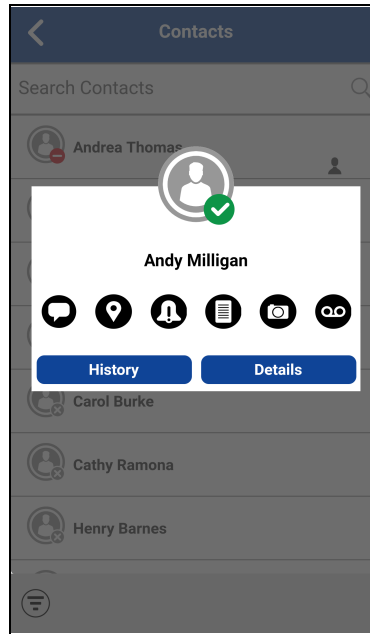 Contacts
Search Contacts
Andrea Thomas
Andy Milligan
History
Details
Carol Burke
Cathy Ramona
Henry Barnes